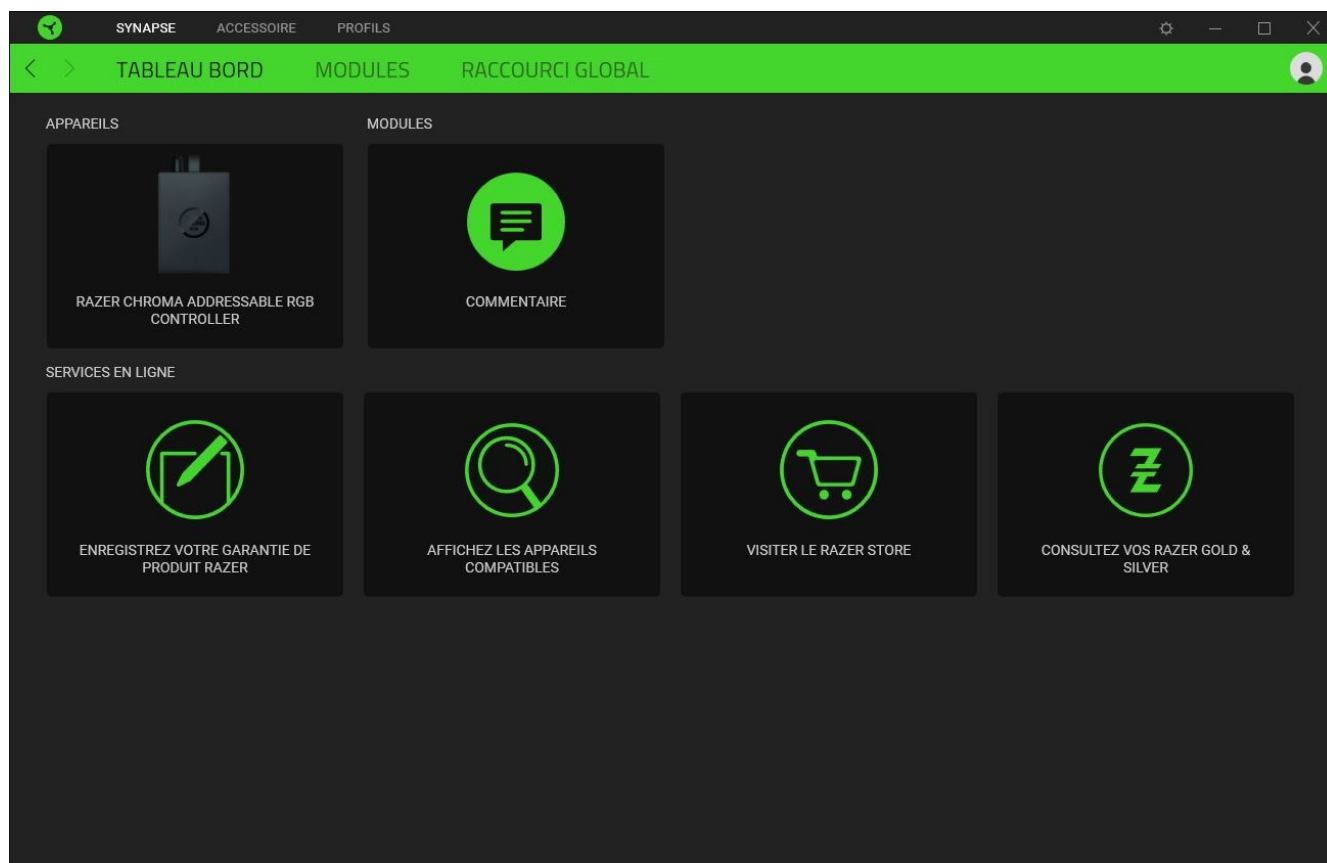 SYNAPSE ACCESSOIRE PROFILS
TABLEAU BORD MODULES RACCOURCI GLOBAL
APPAREILS MODULES
RAZER CHROMA ADDRESSABLE RGB
CONTROLLER
COMMENTAIRE
SERVICES EN LIGNE
ENREGISTREZ VOTRE GARANTIE DE
PRODUIT RAZER
AFFICHEZ LES APPAREILS
COMPATIBLES
VISITER LE RAZER STORE
CONSULTEZ VOS RAZER GOLD &
SILVER